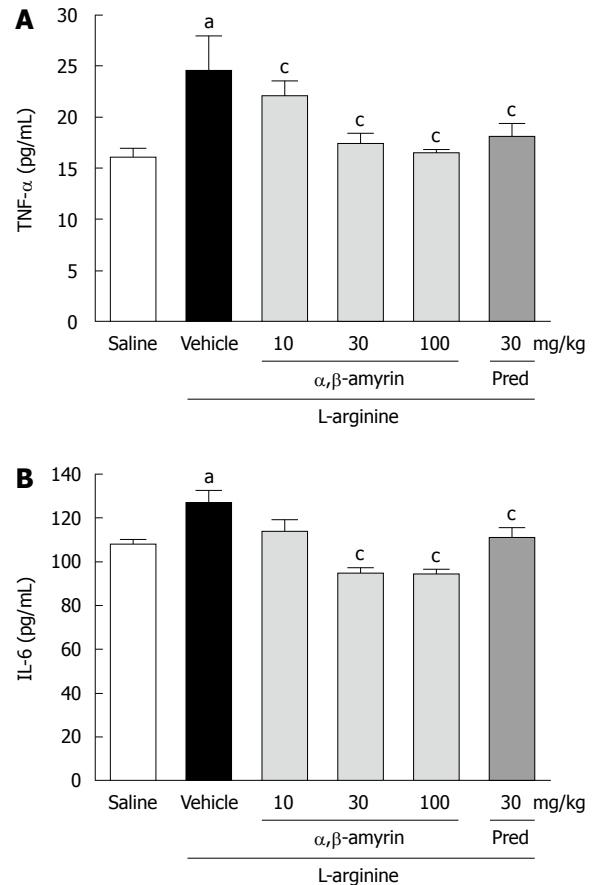 A
30
25
20
15
10
5
0
TNF-α (pg/mL)
a
c
c
c
c
Saline Vehicle 10 30 100 30 mg/kg
α,β-amyrin Pred
L-arginine
B
140
120
100
80
60
40
20
0
IL-6 (pg/mL)
a
c
c
c
Saline Vehicle 10 30 100 30 mg/kg
α,β-amyrin Pred
L-arginine